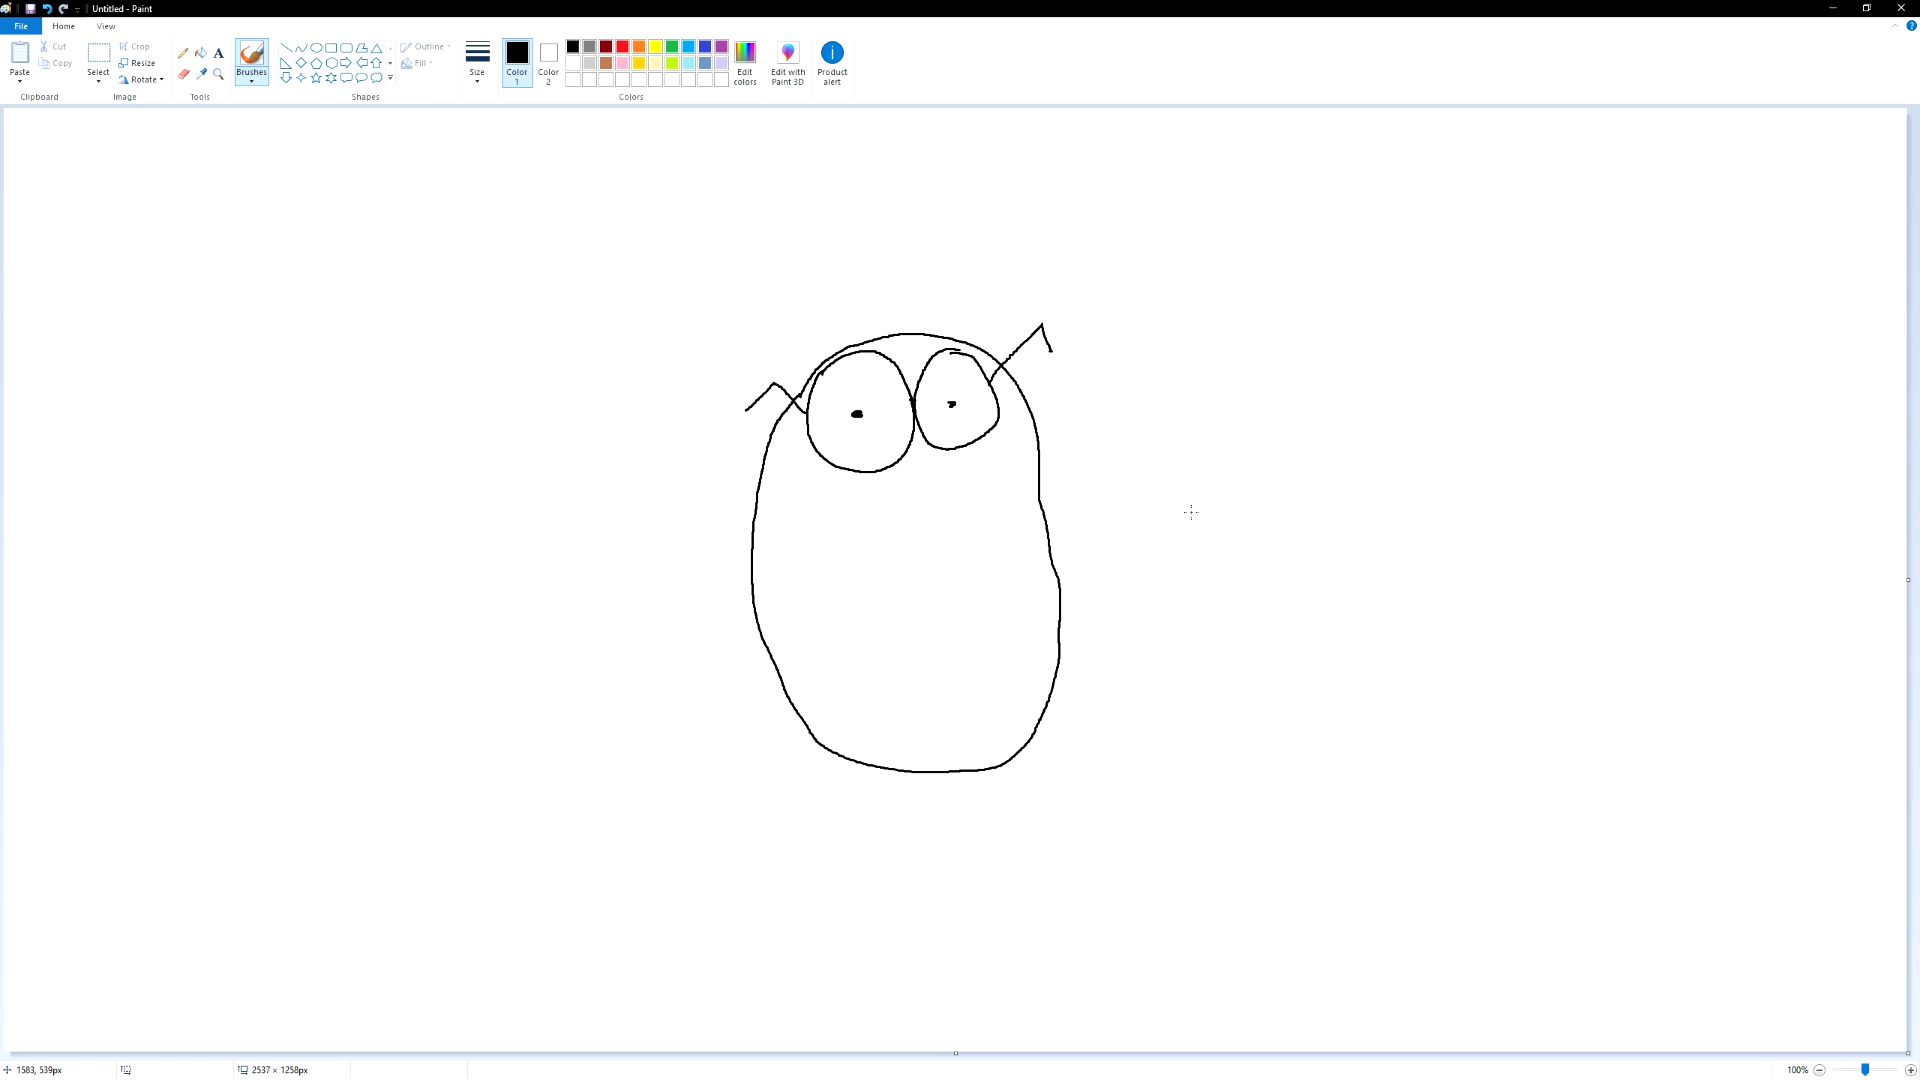 Untitled - Paint
File Home View
Paste
Cut
Copy
Clipboard
Select
Crop
Resize
Rotate
Image
A
Tools
Brushes
Shapes
Outline
Fill
Size
Color 1
Color 2
Colors
Edit colors
Edit with Paint 3D
Product alert
1583, 539px
2537 × 1258px
100%